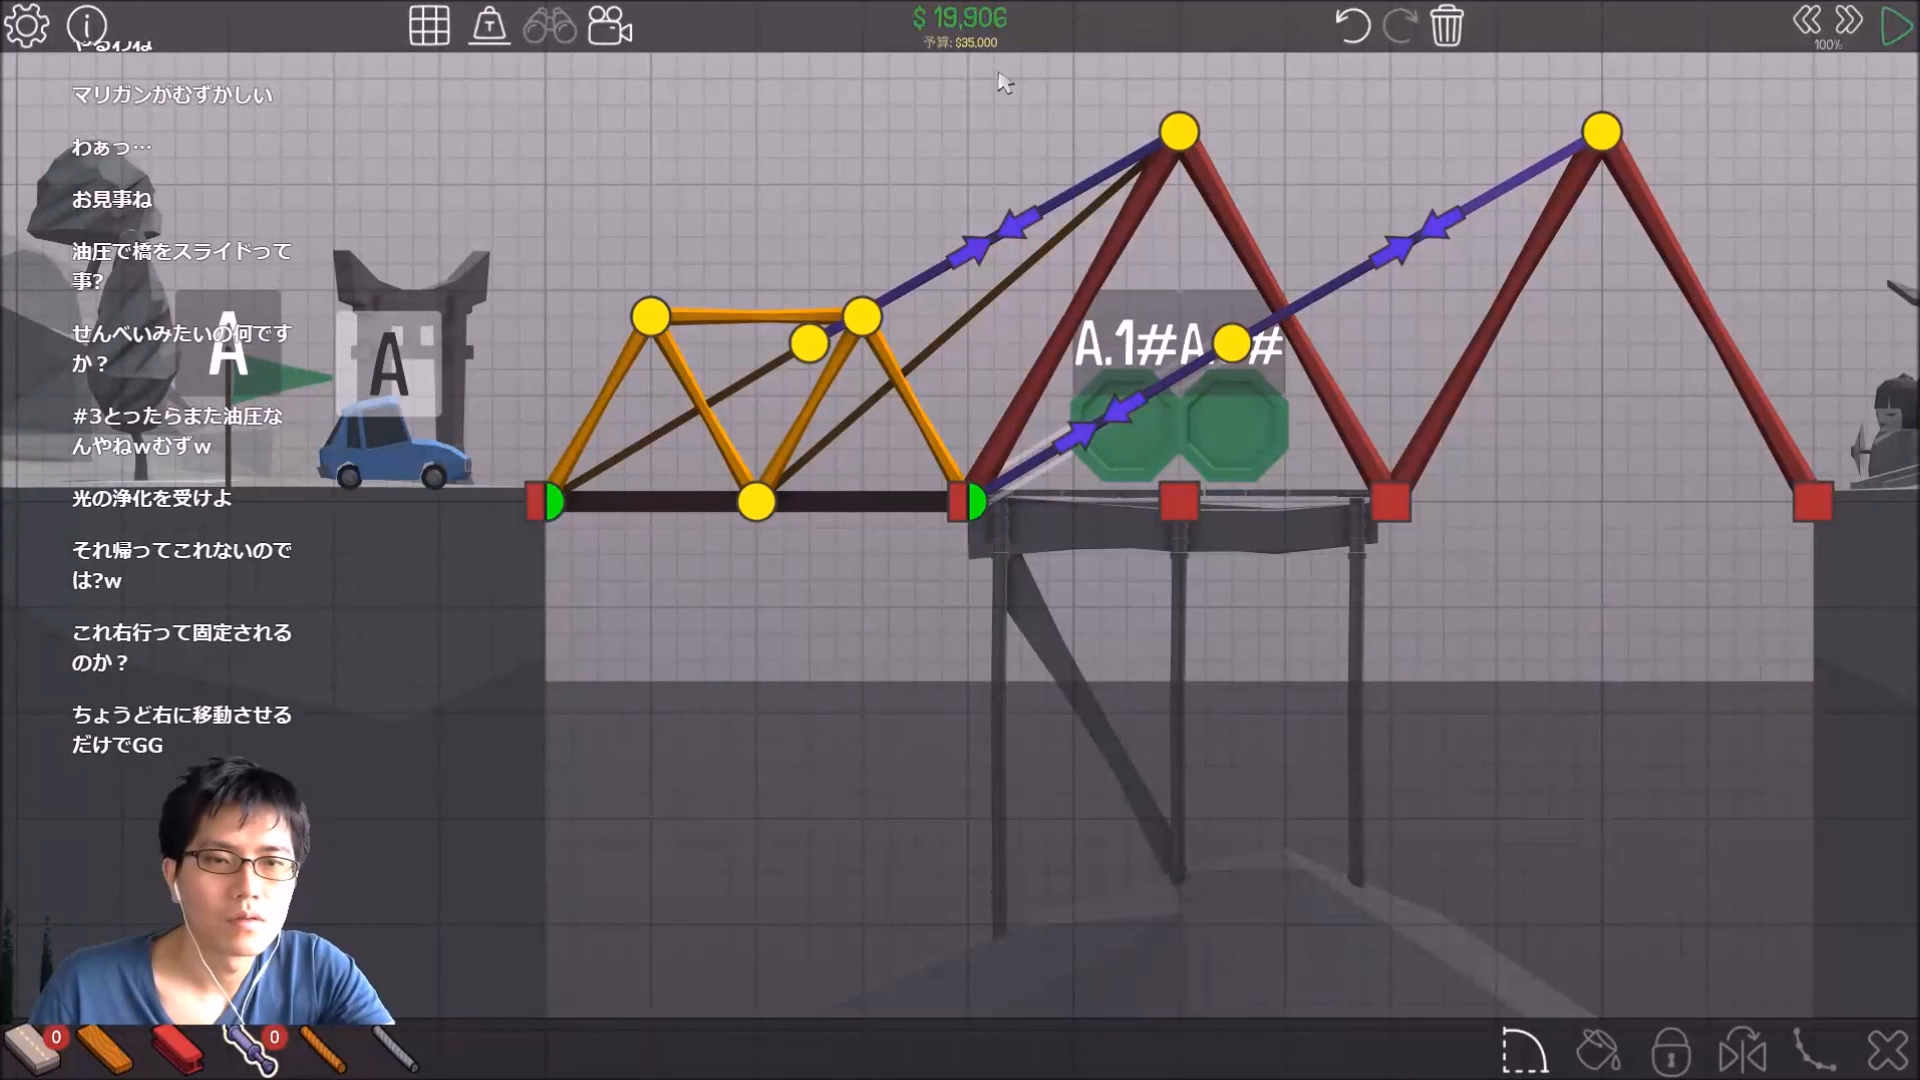 $ 19,906
予算: $35,000
100%
やるわね
マリガンがむずかしい
わぁっ…
お見事ね
油圧で橋をスライドって
事?
せんべいみたいの何です
か？
#3とったらまた油圧な
んやねwむずw
光の浄化を受けよ
それ帰ってこれないので
は?w
これ右行って固定される
のか？
ちょうど右に移動させる
だけでGG
A
A
A.1#A
#
0
0